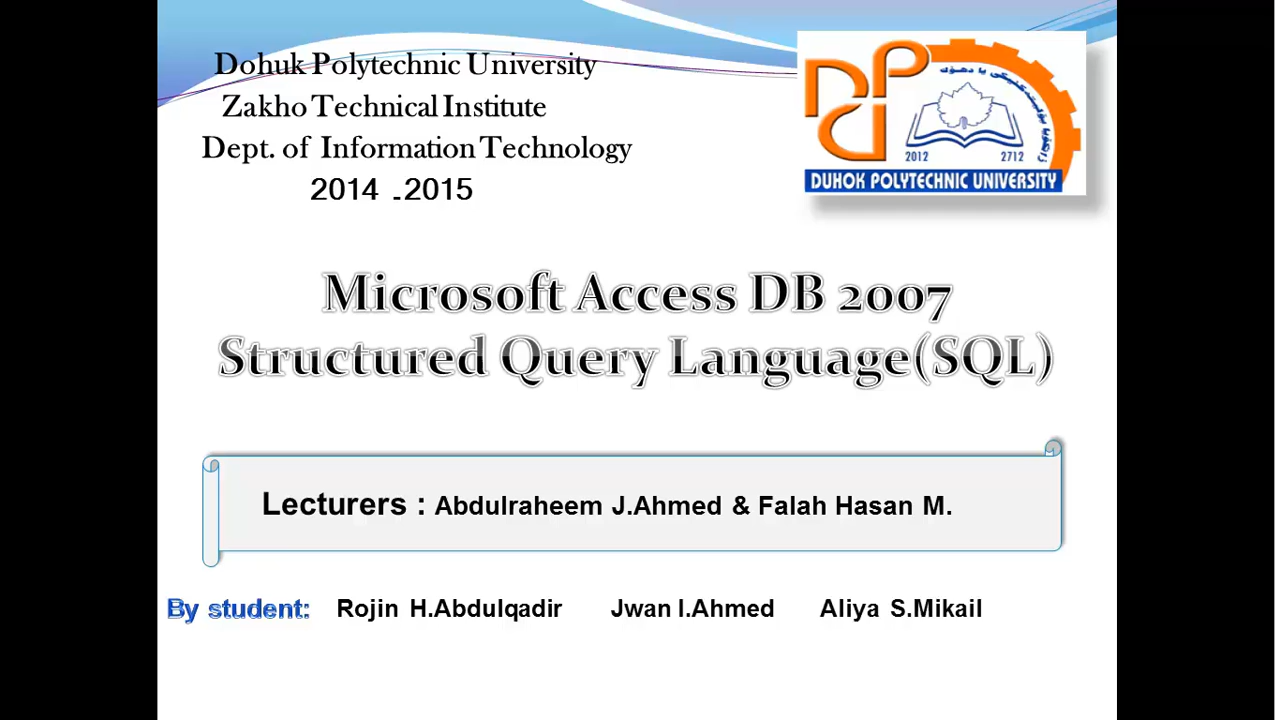 Dohuk Polytechnic University
Zakho Technical Institute
Dept. of Information Technology
2014 -2015
DPU
2012 2712
DUHOK POLYTECHNIC UNIVERSITY
Microsoft Access DB 2007
Structured Query Language(SQL)
Lecturers : Abdulraheem J.Ahmed & Falah Hasan M.
By student: Rojin H.Abdulqadir Jwan I.Ahmed Aliya S.Mikail